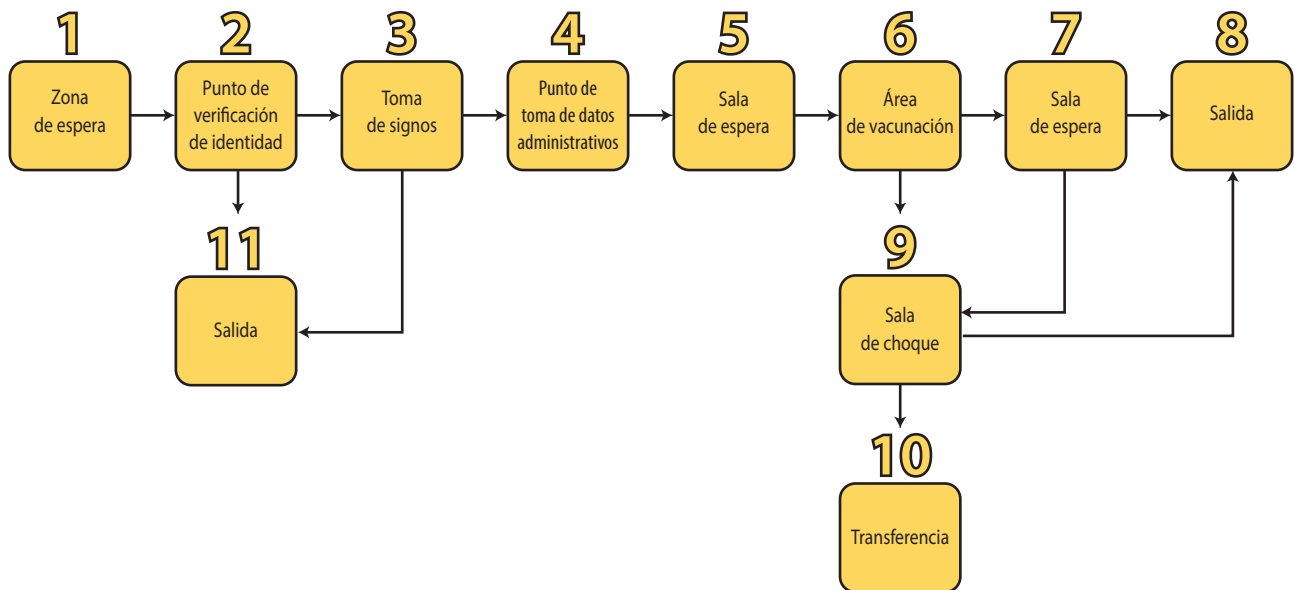 1
Zona
de espera
2
Punto de
verificación
de identidad
3
Toma
de signos
4
Punto de
toma de datos
administrativos
5
Sala
de espera
6
Área
de vacunación
7
Sala
de espera
8
Salida
11
Salida
9
Sala
de choque
10
Transferencia